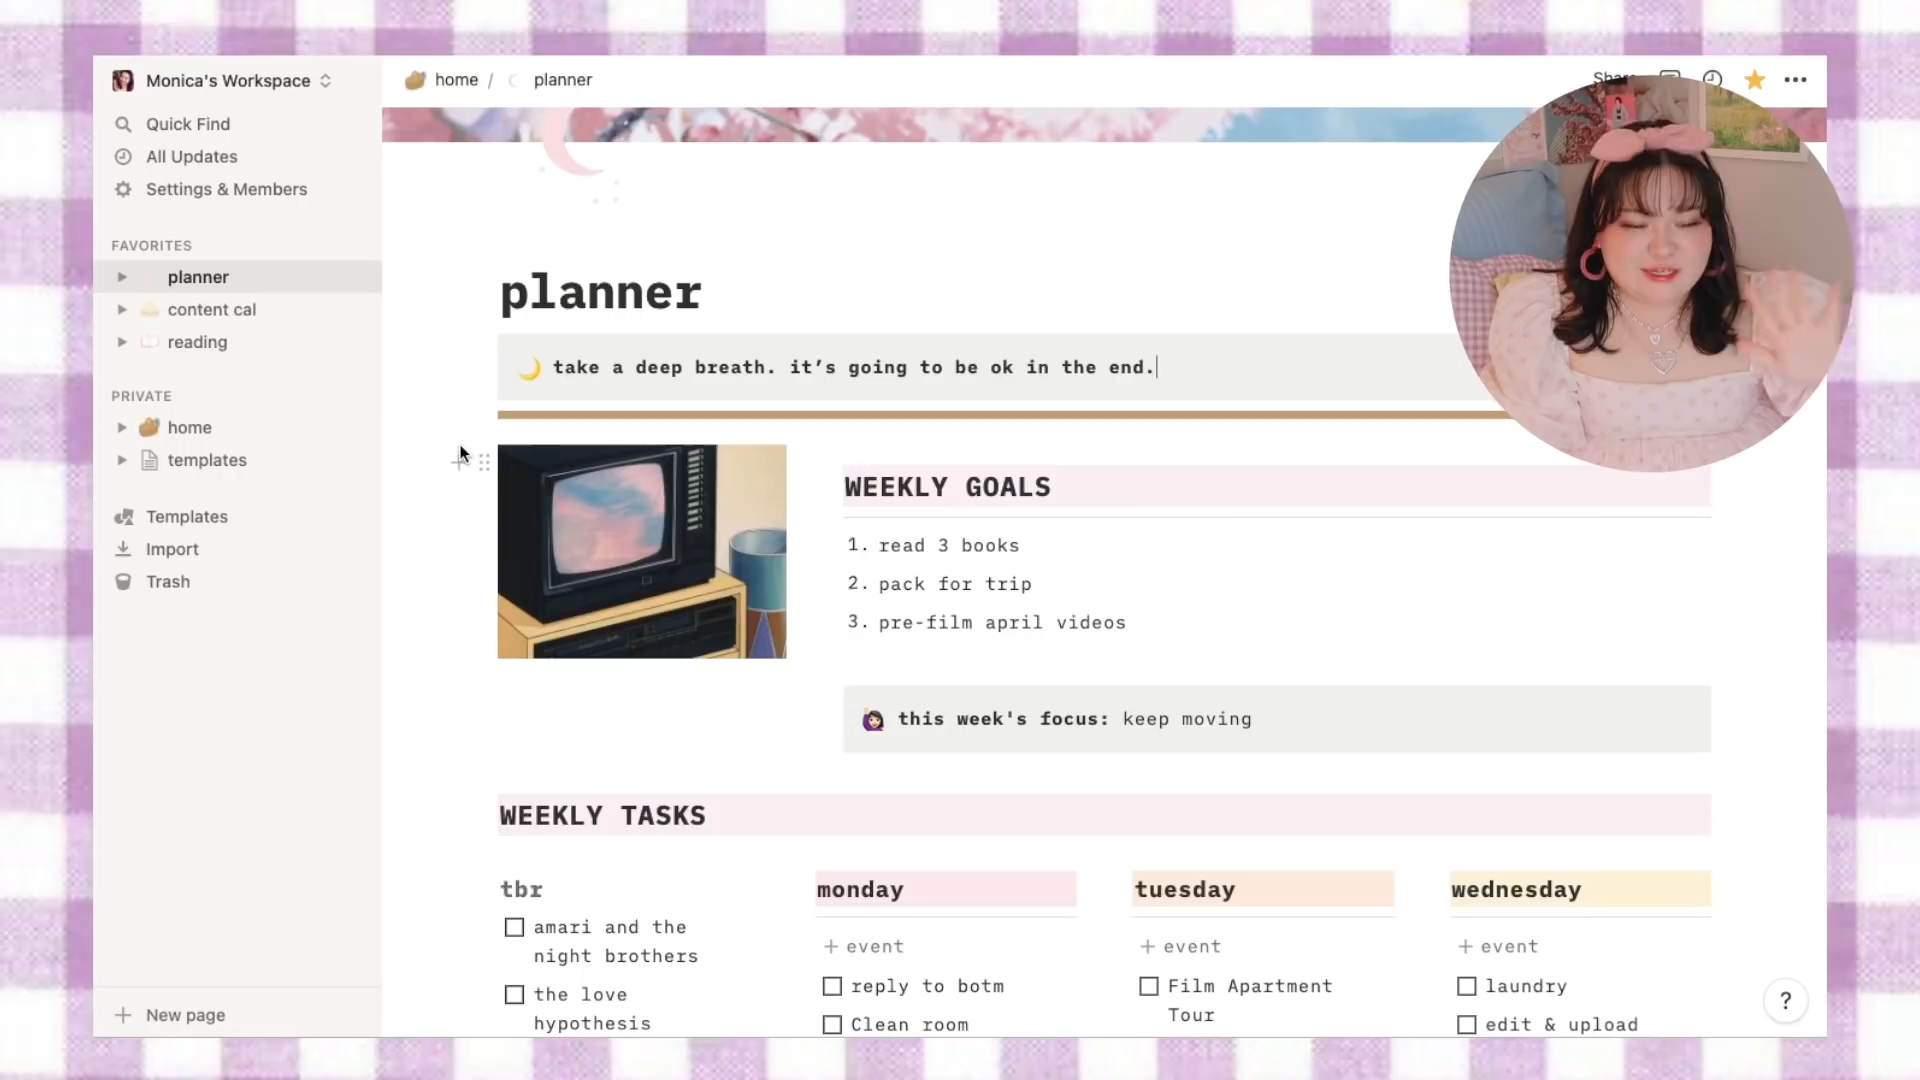 Monica's Workspace
Quick Find
All Updates
Settings & Members
FAVORITES
planner
content cal
reading
PRIVATE
home
templates
Templates
Import
Trash
New page
home / planner
planner
🌙 take a deep breath. it’s going to be ok in the end.
WEEKLY GOALS
1. read 3 books
2. pack for trip
3. pre-film april videos
🙋🏻‍♀️ this week's focus: keep moving
WEEKLY TASKS
tbr
amari and the
night brothers
the love
hypothesis
monday
+ event
reply to botm
Clean room
tuesday
+ event
Film Apartment
Tour
wednesday
+ event
laundry
edit & upload
?